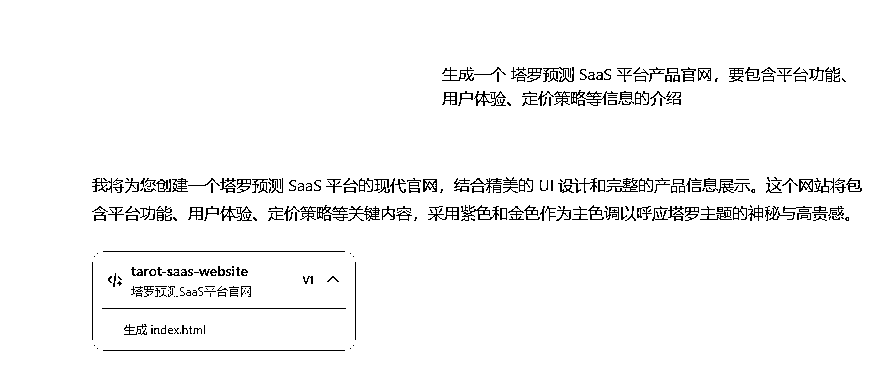 生成一个 塔罗预测 SaaS 平台产品官网，要包含平台功能、
用户体验、定价策略等信息的介绍
我将为您创建一个塔罗预测 SaaS 平台的现代官网，结合精美的 UI 设计和完整的产品信息展示。这个网站将包
含平台功能、用户体验、定价策略等关键内容，采用紫色和金色作为主色调以呼应塔罗主题的神秘与高贵感。
tarot-saas-website
V1
塔罗预测SaaS平台官网
生成 index.html